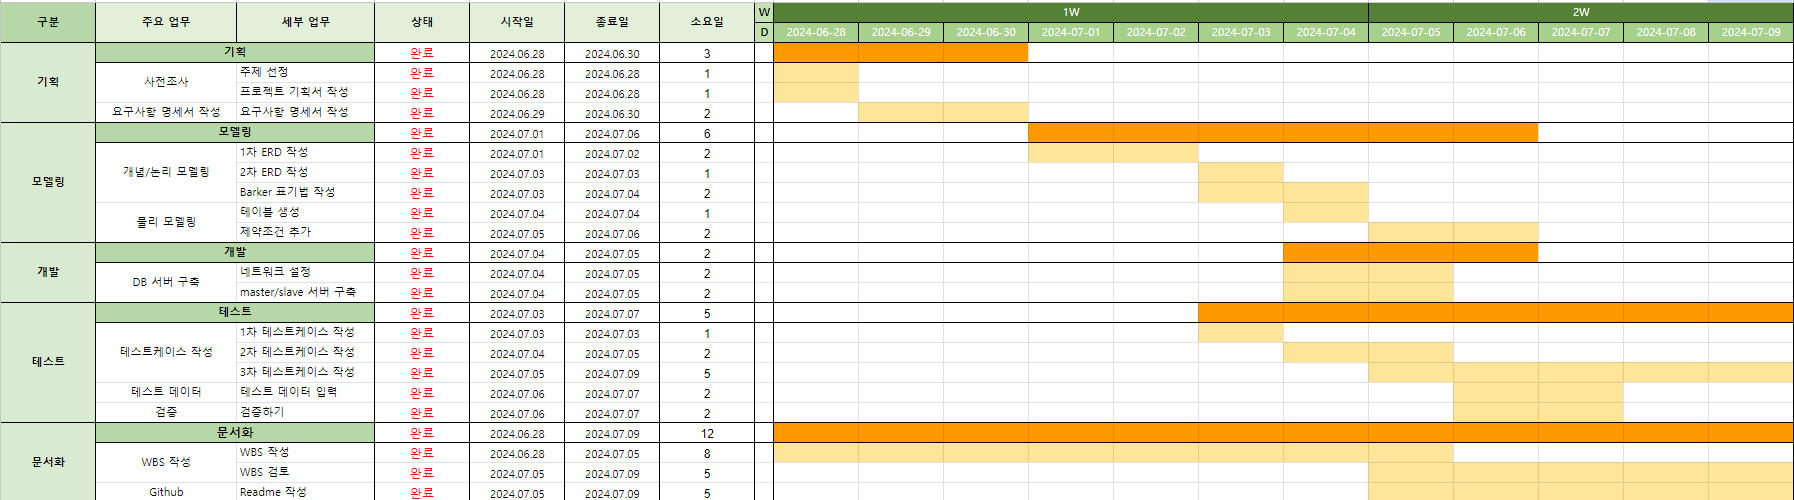 구분 주요 업무 세부 업무 상태 시작일 종료일 소요일 W 1W 2W
D 2024-06-28 2024-06-29 2024-06-30 2024-07-01 2024-07-02 2024-07-03 2024-07-04 2024-07-05 2024-07-06 2024-07-07 2024-07-08 2024-07-09
기획 기획 완료 2024.06.28 2024.06.30 3
사전조사 주제 선정 완료 2024.06.28 2024.06.28 1
프로젝트 기획서 작성 완료 2024.06.28 2024.06.28 1
요구사항 명세서 작성 요구사항 명세서 작성 완료 2024.06.29 2024.06.30 2
모델링 모델링 완료 2024.07.01 2024.07.06 6
개념/논리 모델링 1차 ERD 작성 완료 2024.07.01 2024.07.02 2
2차 ERD 작성 완료 2024.07.03 2024.07.03 1
Barker 표기법 작성 완료 2024.07.03 2024.07.04 2
물리 모델링 테이블 생성 완료 2024.07.04 2024.07.04 1
제약조건 추가 완료 2024.07.05 2024.07.06 2
개발 개발 완료 2024.07.04 2024.07.05 2
DB 서버 구축 네트워크 설정 완료 2024.07.04 2024.07.05 2
master/slave 서버 구축 완료 2024.07.04 2024.07.05 2
테스트 테스트 완료 2024.07.03 2024.07.07 5
테스트케이스 작성 1차 테스트케이스 작성 완료 2024.07.03 2024.07.03 1
2차 테스트케이스 작성 완료 2024.07.04 2024.07.05 2
3차 테스트케이스 작성 완료 2024.07.05 2024.07.09 5
테스트 데이터 테스트 데이터 입력 완료 2024.07.06 2024.07.07 2
검증 검증하기 완료 2024.07.06 2024.07.07 2
문서화 문서화 완료 2024.06.28 2024.07.09 12
WBS 작성 WBS 작성 완료 2024.06.28 2024.07.05 8
WBS 검토 완료 2024.07.05 2024.07.09 5
Github Readme 작성 완료 2024.07.05 2024.07.09 5